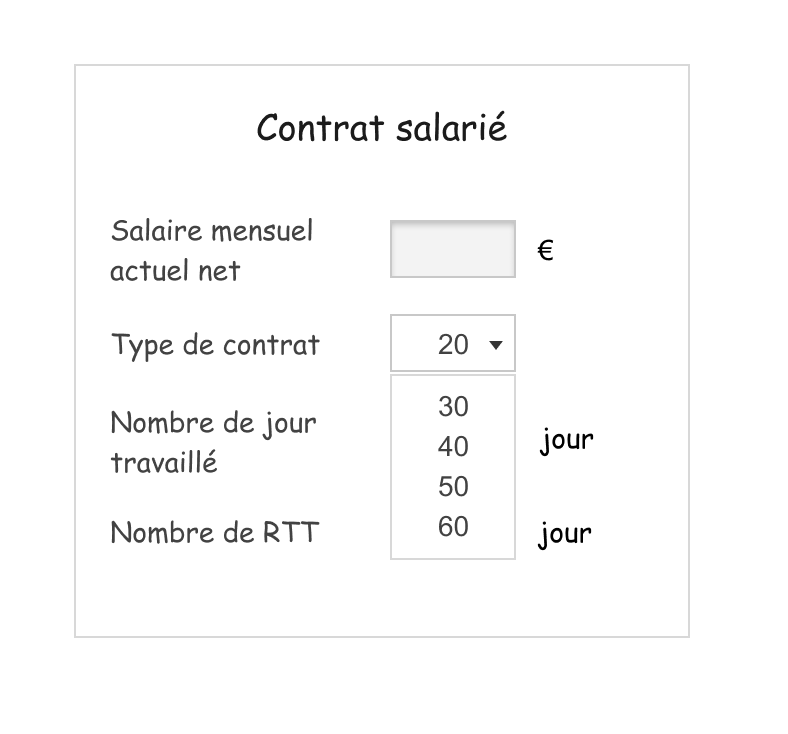 Contrat salarié
Salaire mensuel
actuel net
€
Type de contrat
20
30
40
50
60
Nombre de jour
travaillé
jour
Nombre de RTT
jour